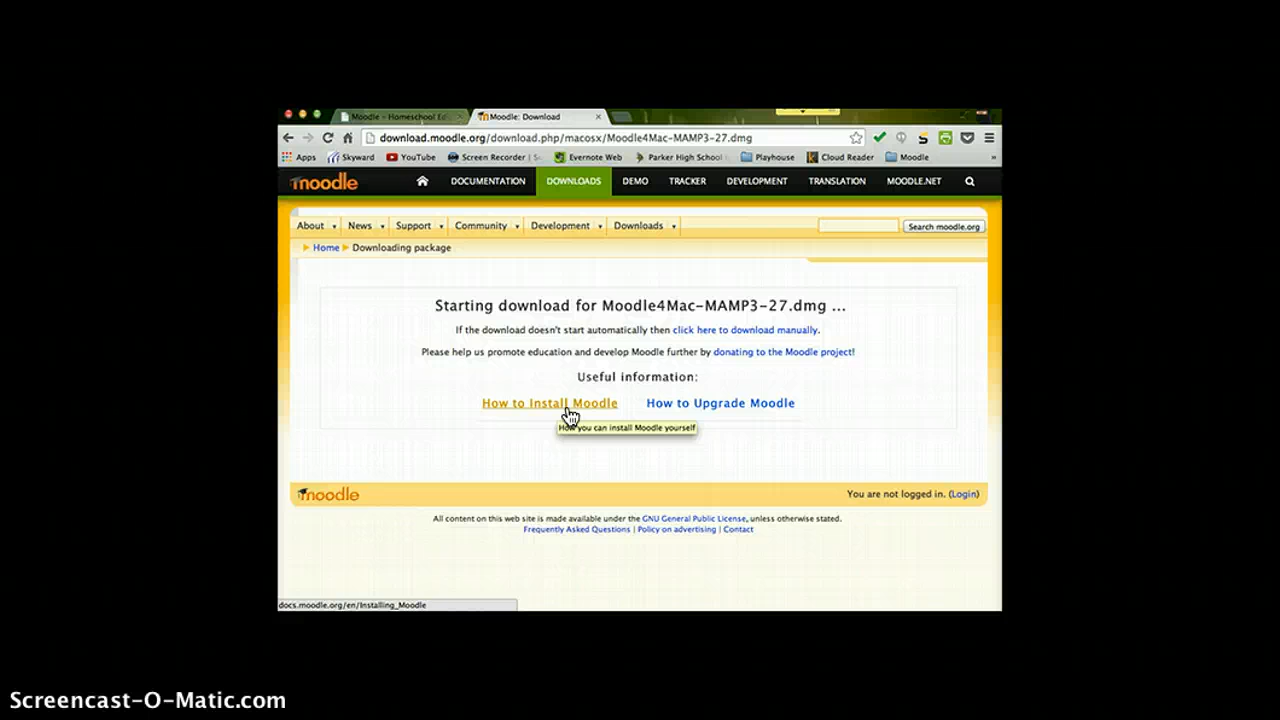 Moodle - Homeschool Ed
Moodle: Download
download.moodle.org/download.php/macosx/Moodle4Mac-MAMP3-27.dmg
Apps Skyward YouTube Screen Recorder | S Evernote Web Parker High School Playhouse Cloud Reader Moodle »
moodle DOCUMENTATION DOWNLOADS DEMO TRACKER DEVELOPMENT TRANSLATION MOODLE.NET
About News Support Community Development Downloads Search moodle.org
Home Downloading package
Starting download for Moodle4Mac-MAMP3-27.dmg ...
If the download doesn't start automatically then click here to download manually.
Please help us promote education and develop Moodle further by donating to the Moodle project!
Useful information:
How to Install Moodle How to Upgrade Moodle
How you can install Moodle yourself
moodle You are not logged in. (Login)
All content on this web site is made available under the GNU General Public License, unless otherwise stated.
Frequently Asked Questions | Policy on advertising | Contact
docs.moodle.org/en/Installing_Moodle
Screencast-O-Matic.com